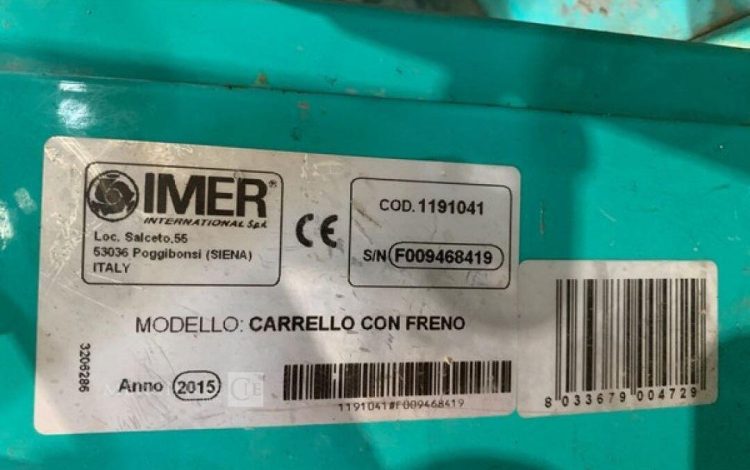 IMER®
INTERNATIONAL S.p.A.
Loc. Salceto,55
53036 Poggibonsi (SIENA)
ITALY
CE
COD.1191041
S/N F009468419
MODELLO: CARRELLO CON FRENO
3206286
Anno 2015
1191041#F009468419
8 033679 004729